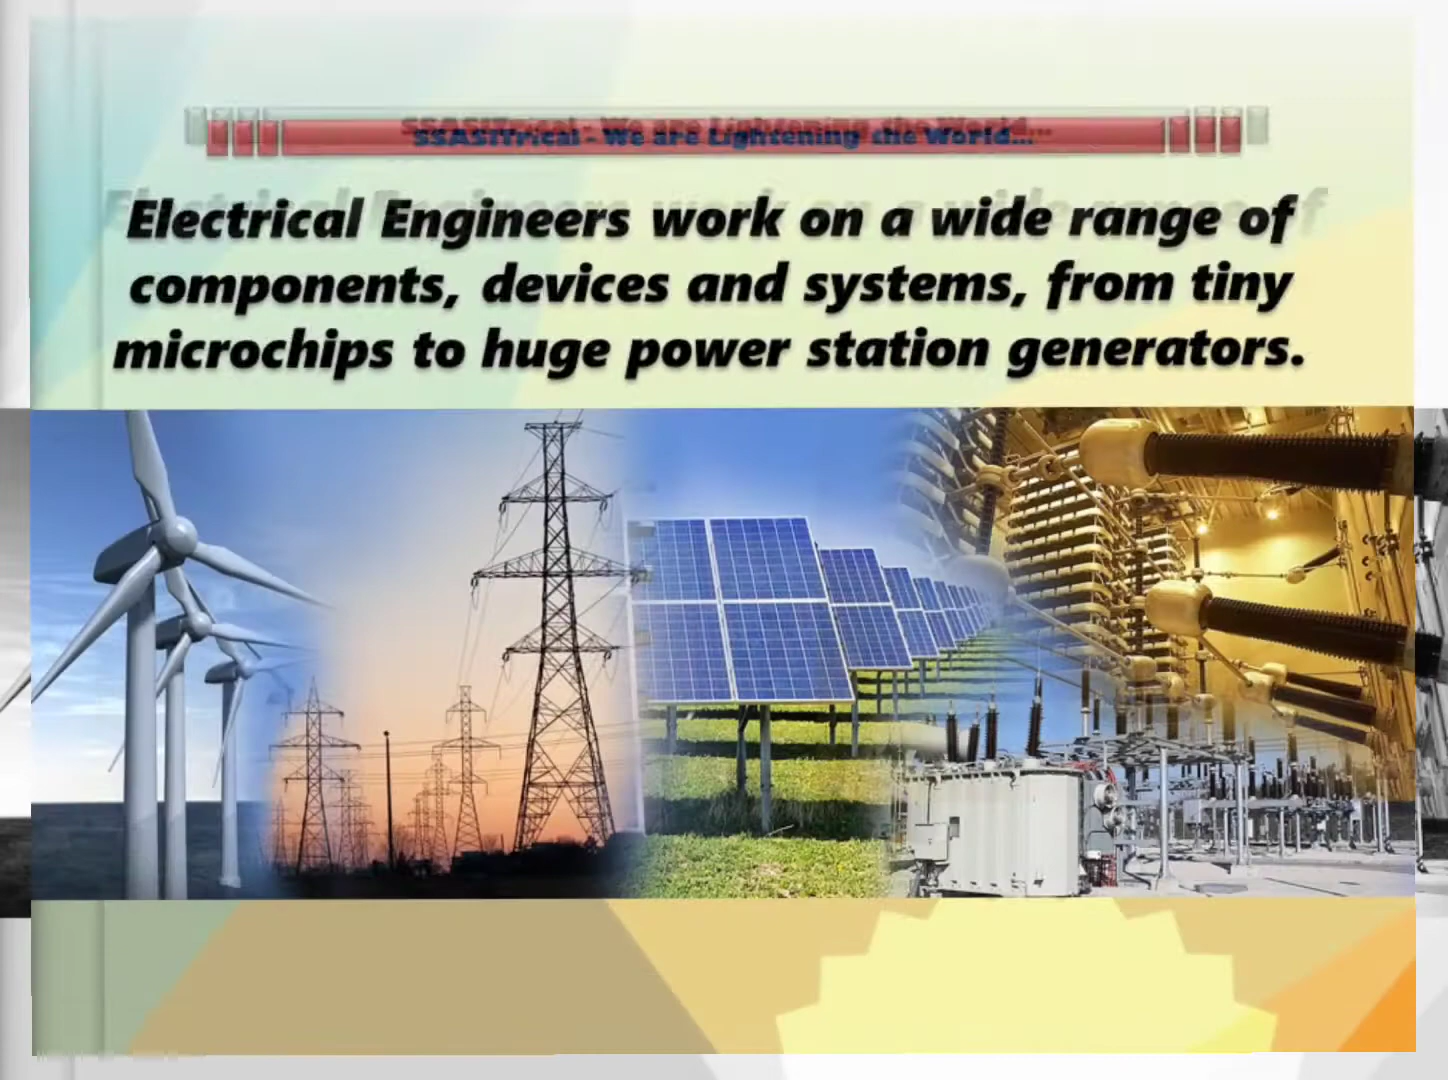 SSASITrical - We are Lightening the World...
Electrical Engineers work on a wide range of
components, devices and systems, from tiny
microchips to huge power station generators.